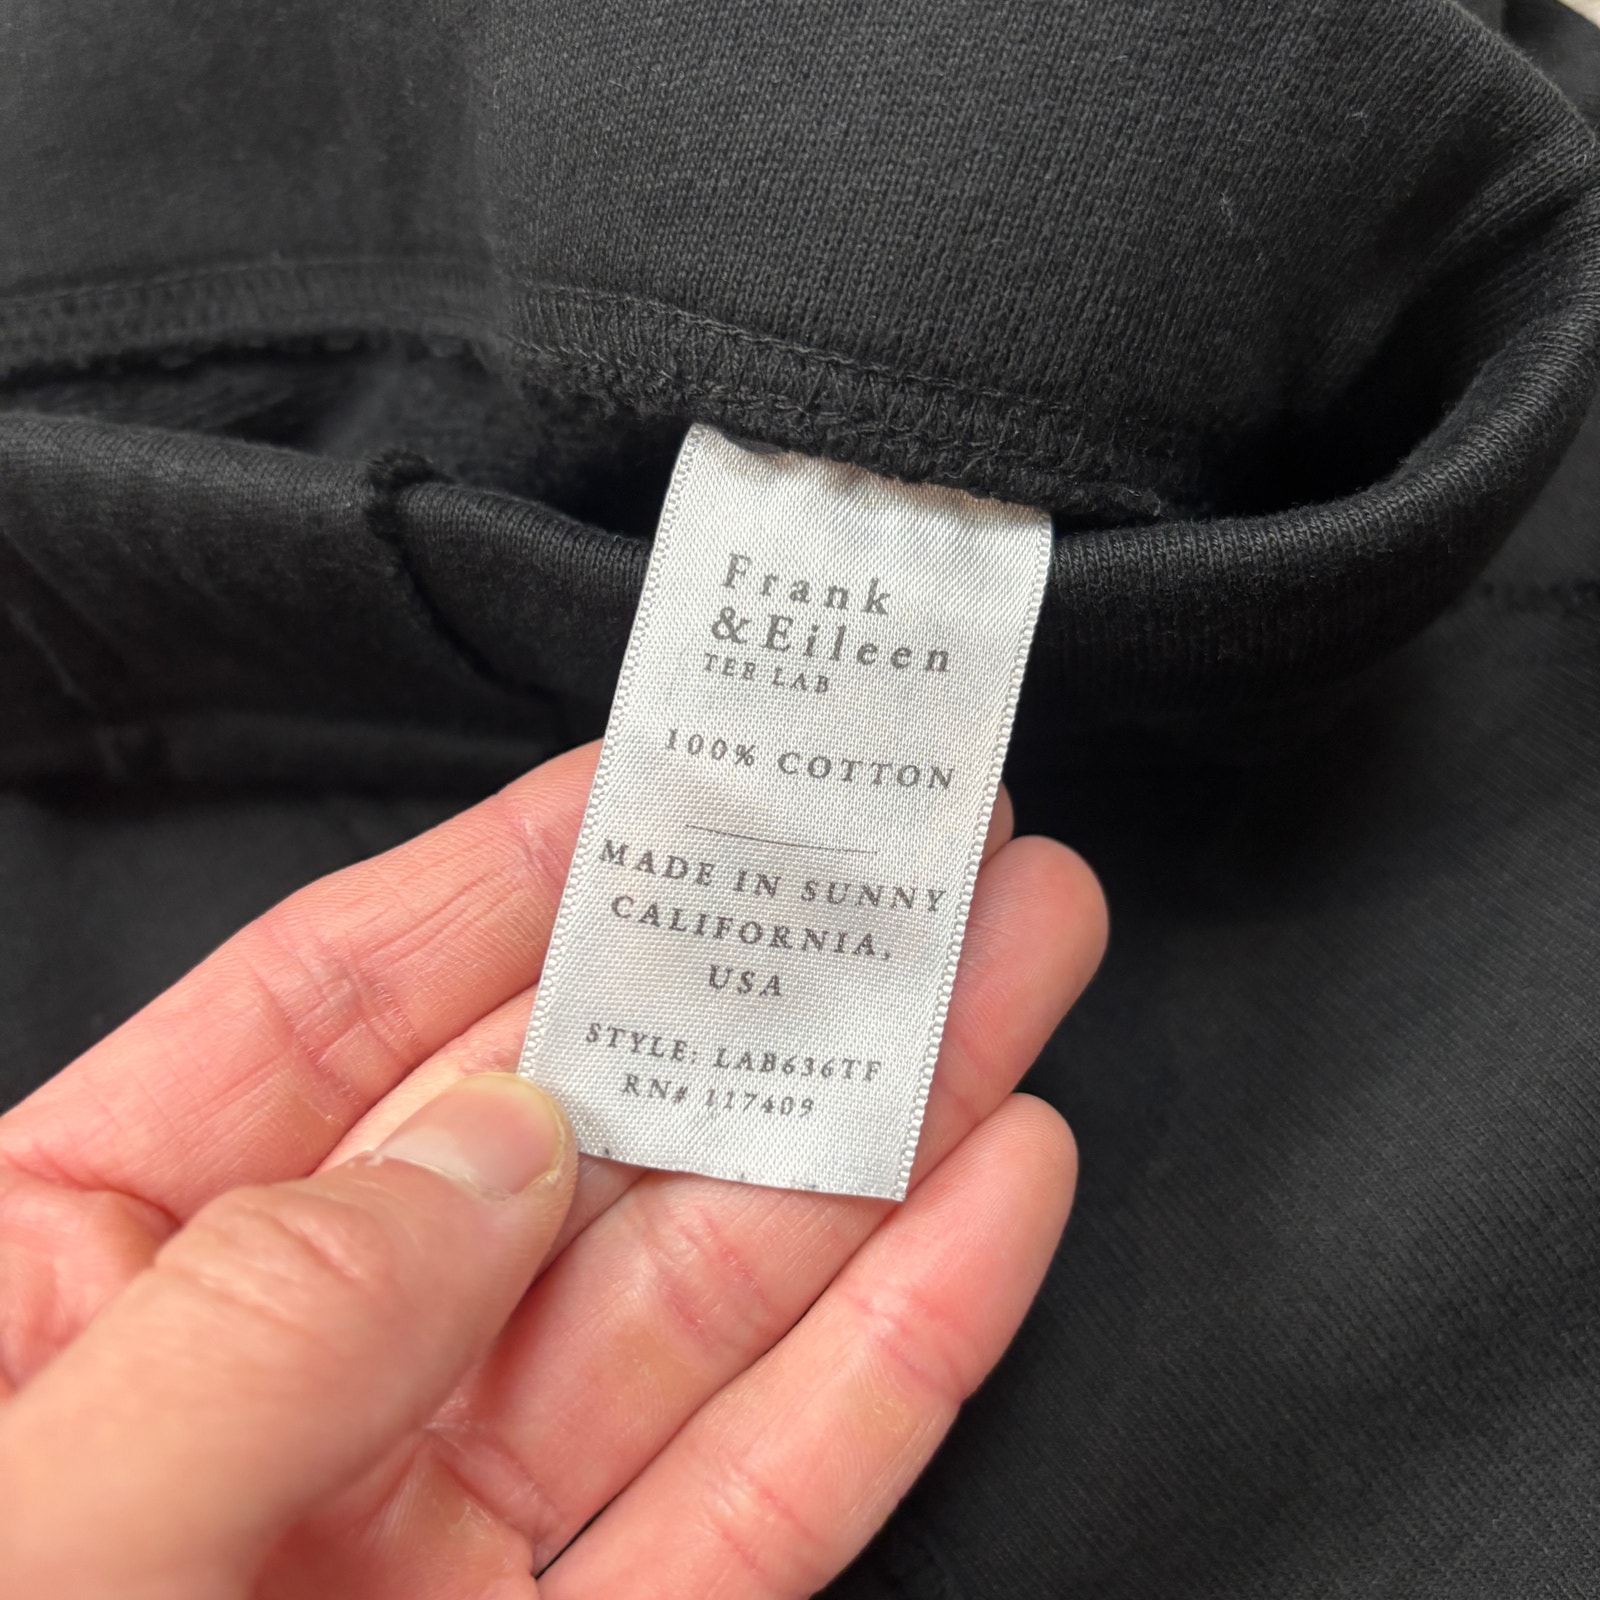 Frank
&Eileen
TEE LAB
100% COTTON
MADE IN SUNNY
CALIFORNIA,
USA
STYLE: LAB636TF
RN# 117409